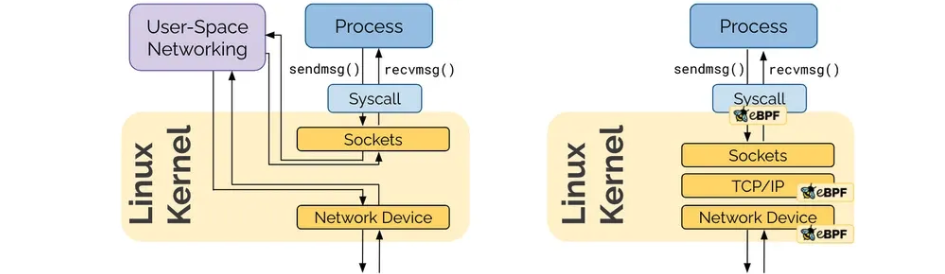 User-Space
Networking
Process
sendmsg()
recvmsg()
Syscall
Linux
Kernel
Sockets
Network Device
Process
sendmsg()
recvmsg()
Syscall
eBPF
Linux
Kernel
Sockets
TCP/IP
eBPF
Network Device
eBPF